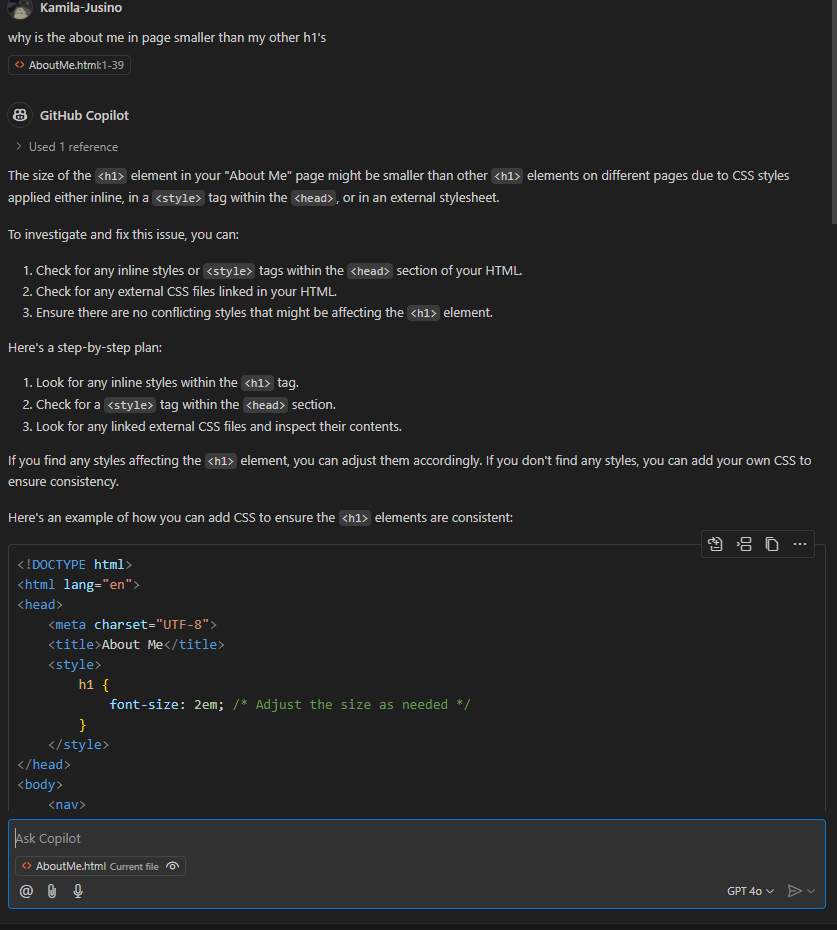 Kamila-Jusino
why is the about me in page smaller than my other h1's
<> AboutMe.html:1-39
GitHub Copilot
> Used 1 reference
The size of the <h1> element in your "About Me" page might be smaller than other <h1> elements on different pages due to CSS styles
applied either inline, in a <style> tag within the <head>, or in an external stylesheet.
To investigate and fix this issue, you can:
1. Check for any inline styles or <style> tags within the <head> section of your HTML.
2. Check for any external CSS files linked in your HTML.
3. Ensure there are no conflicting styles that might be affecting the <h1> element.
Here's a step-by-step plan:
1. Look for any inline styles within the <h1> tag.
2. Check for a <style> tag within the <head> section.
3. Look for any linked external CSS files and inspect their contents.
If you find any styles affecting the <h1> element, you can adjust them accordingly. If you don't find any styles, you can add your own CSS to
ensure consistency.
Here's an example of how you can add CSS to ensure the <h1> elements are consistent:
<!DOCTYPE html>
<html lang="en">
<head>
    <meta charset="UTF-8">
    <title>About Me</title>
    <style>
        h1 {
            font-size: 2em; /* Adjust the size as needed */
        }
    </style>
</head>
<body>
    <nav>
Ask Copilot
<> AboutMe.html Current file
@ GPT 4o